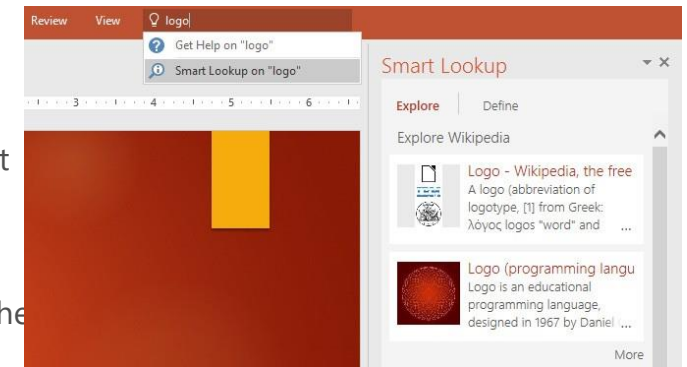 Review View logo
Get Help on "logo"
Smart Lookup on "logo"
Smart Lookup
3 4 5 6
Explore Define
Explore Wikipedia
t
Logo - Wikipedia, the free
A logo (abbreviation of
logotype, [1] from Greek:
λόγος logos "word" and ...
IBM
Logo (programming langu
Logo is an educational
programming language,
designed in 1967 by Daniel ...
he
More